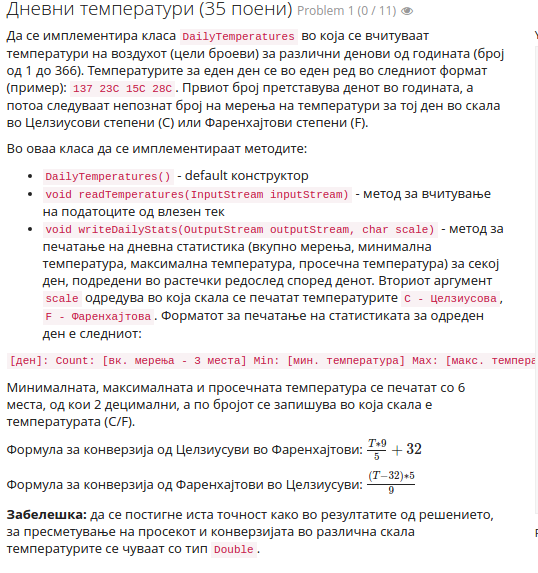 Дневни температури (35 поени) Problem 1 (0 / 11)
Да се имплементира класа DailyTemperatures во која се вчитуваат
температури на воздухот (цели броеви) за различни денови од годината (број
од 1 до 366). Температурите за еден ден се во еден ред во следниот формат
(пример): 137 23C 15C 28C. Првиот број претставува денот во годината, а
потоа следуваат непознат број на мерења на температури за тој ден во скала
во Целзиусови степени (C) или Фаренхајтови степени (F).
Во оваа класа да се имплементираат методите:
• DailyTemperatures() - default конструктор
• void readTemperatures(InputStream inputStream) - метод за вчитување
на податоците од влезен тек
• void writeDailyStats(OutputStream outputStream, char scale) - метод за
печатање на дневна статистика (вкупно мерења, минимална
температура, максимална температура, просечна температура) за секој
ден, подредени во растечки редослед според денот. Вториот аргумент
scale одредува во која скала се печатат температурите C - Целзиусова,
F - Фаренхајтова. Форматот за печатање на статистиката за одреден
ден е следниот:
[ден]: Count: [вк. мерења - 3 места] Min: [мин. температура] Max: [макс. темпера
Минималната, максималната и просечната температура се печатат со 6
места, од кои 2 децимални, а по бројот се запишува во која скала е
температурата (C/F).
Формула за конверзија од Целзиусуви во Фаренхајтови: T*9/5 + 32
Формула за конверзија од Фаренхајтови во Целзиусуви: (T−32)*5/9
Забелешка: да се постигне иста точност како во резултатите од решението,
за пресметување на просекот и конверзијата во различна скала
температурите се чуваат со тип Double.